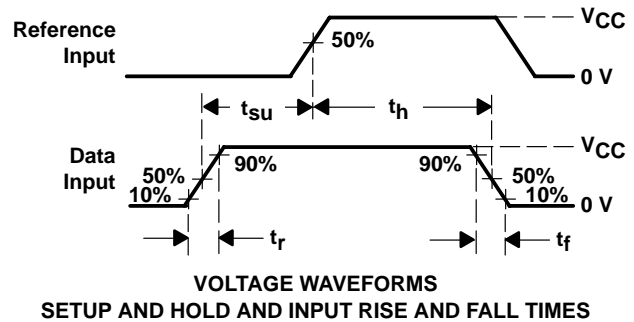 Reference
Input
VCC
50%
0 V
tsu
th
Data
Input
VCC
50%
10%
90%
90%
50%
10%
0 V
tr
tf
VOLTAGE WAVEFORMS
SETUP AND HOLD AND INPUT RISE AND FALL TIMES